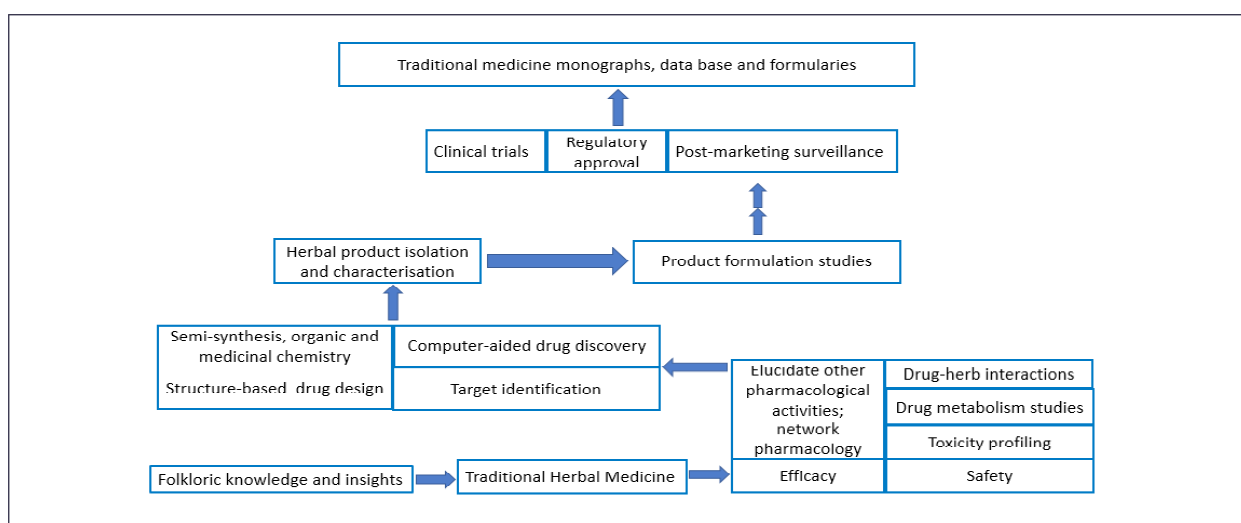 Traditional medicine monographs, data base and formularies
Clinical trials
Regulatory
approval
Post-marketing surveillance
Herbal product isolation
and characterisation
Product formulation studies
Semi-synthesis, organic and
medicinal chemistry
Structure-based drug design
Computer-aided drug discovery
Target identification
Elucidate other
pharmacological
activities;
network
pharmacology
Drug-herb interactions
Drug metabolism studies
Toxicity profiling
Folkloric knowledge and insights
Traditional Herbal Medicine
Efficacy
Safety